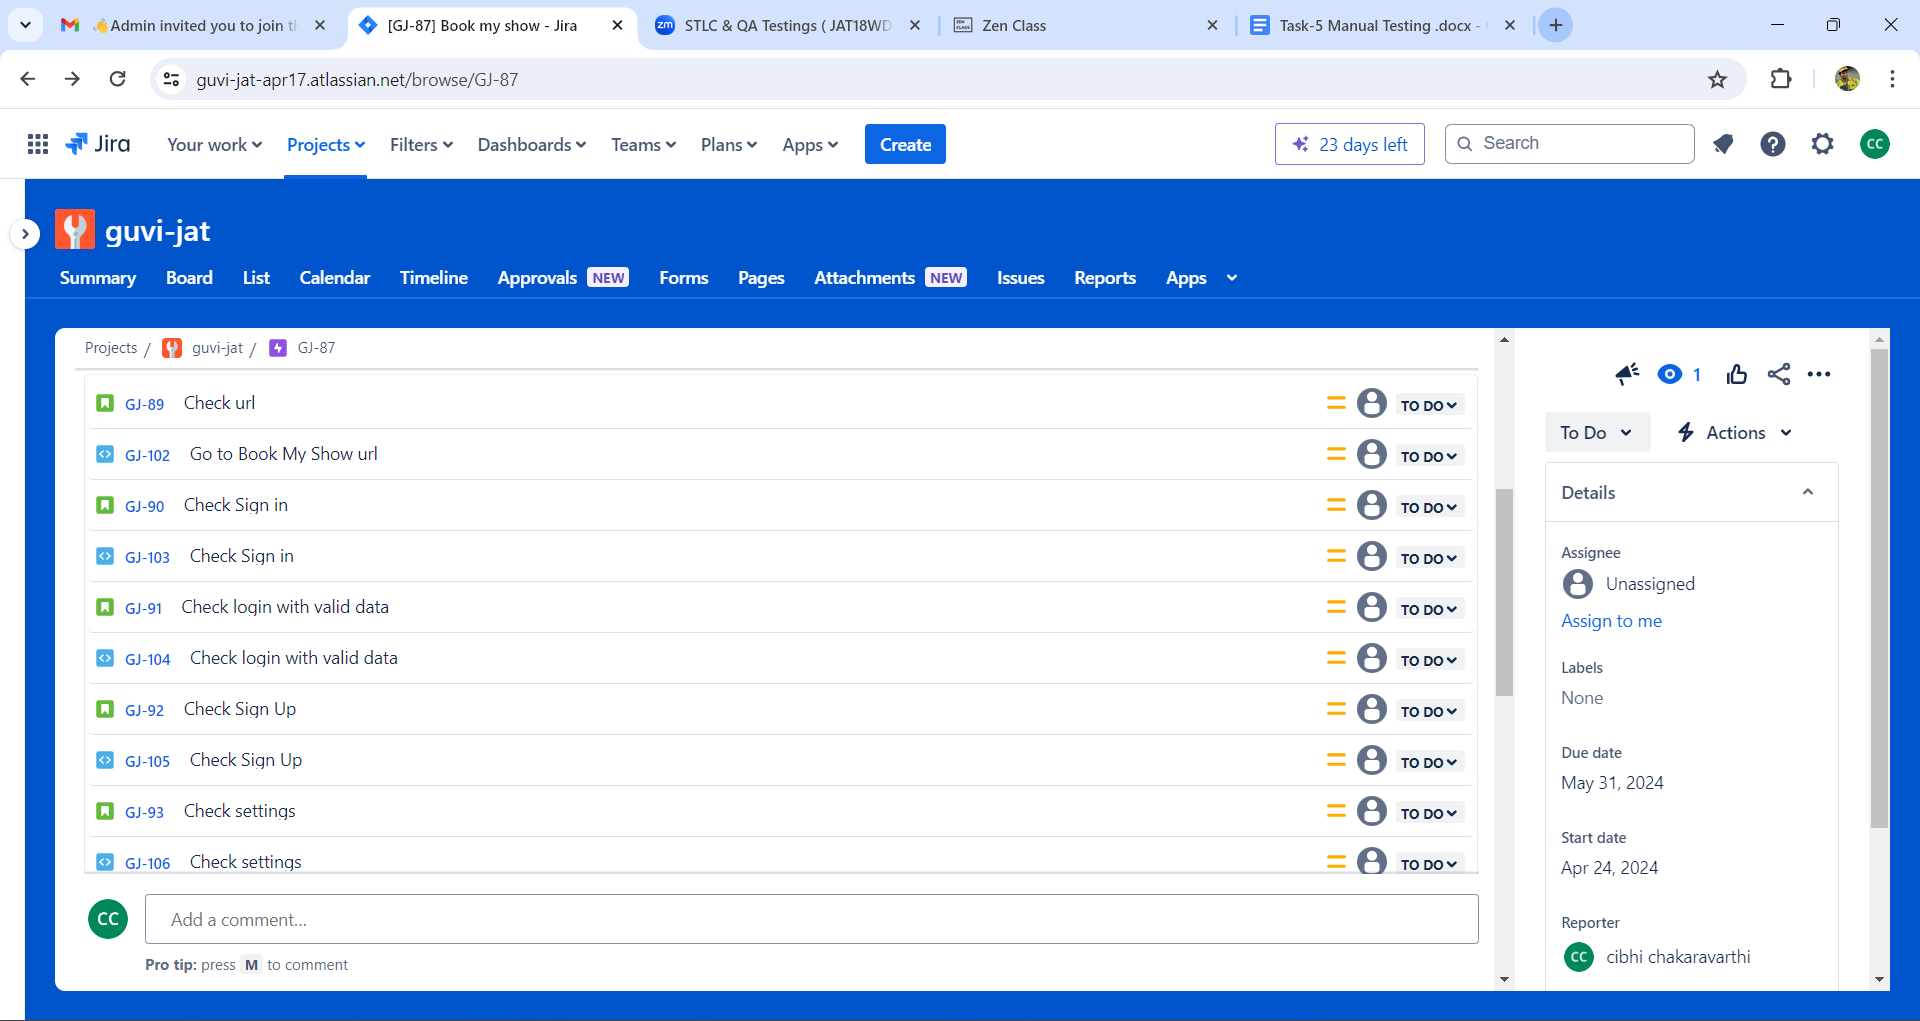 👋Admin invited you to join th
[GJ-87] Book my show - Jira
zm STLC & QA Testings ( JAT18WD
Zen Class
Task-5 Manual Testing .docx -
guvi-jat-apr17.atlassian.net/browse/GJ-87
Jira Your work Projects Filters Dashboards Teams Plans Apps Create 23 days left Search CC
guvi-jat
Summary Board List Calendar Timeline Approvals NEW Forms Pages Attachments NEW Issues Reports Apps
Projects / guvi-jat / GJ-87
GJ-89 Check url TO DO
GJ-102 Go to Book My Show url TO DO
GJ-90 Check Sign in TO DO
GJ-103 Check Sign in TO DO
GJ-91 Check login with valid data TO DO
GJ-104 Check login with valid data TO DO
GJ-92 Check Sign Up TO DO
GJ-105 Check Sign Up TO DO
GJ-93 Check settings TO DO
GJ-106 Check settings TO DO
CC Add a comment...
Pro tip: press M to comment
1
To Do Actions
Details
Assignee
Unassigned
Assign to me
Labels
None
Due date
May 31, 2024
Start date
Apr 24, 2024
Reporter
CC cibhi chakaravarthi